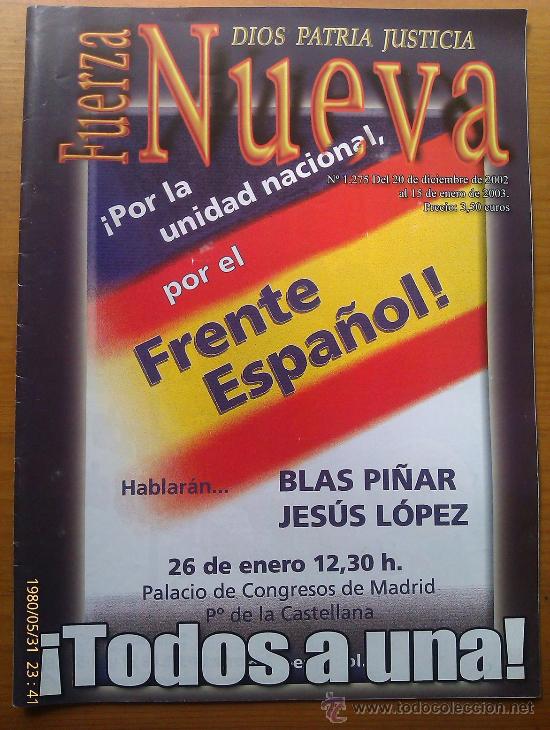 DIOS PATRIA JUSTICIA
Fuerza
Nueva
Nº 1.275 Del 20 de diciembre de 2002
al 15 de enero de 2003.
Precio: 3,50 euros
¡Por la
unidad nacional,
por el
Frente
Español!
Hablarán...
BLAS PIÑAR
JESÚS LÓPEZ
26 de enero 12,30 h.
Palacio de Congresos de Madrid
Pº de la Castellana
¡Todos a una!
1980/05/31 23:41
todocoleccion
www.todocoleccion.net